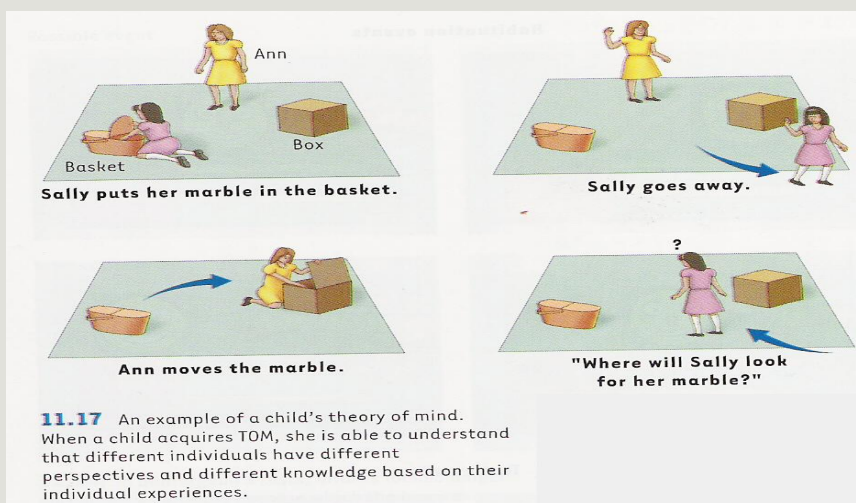 Ann
Box
Basket
Sally puts her marble in the basket.
Sally goes away.
Ann moves the marble.
?
"Where will Sally look
for her marble?"
11.17 An example of a child's theory of mind.
When a child acquires TOM, she is able to understand
that different individuals have different
perspectives and different knowledge based on their
individual experiences.